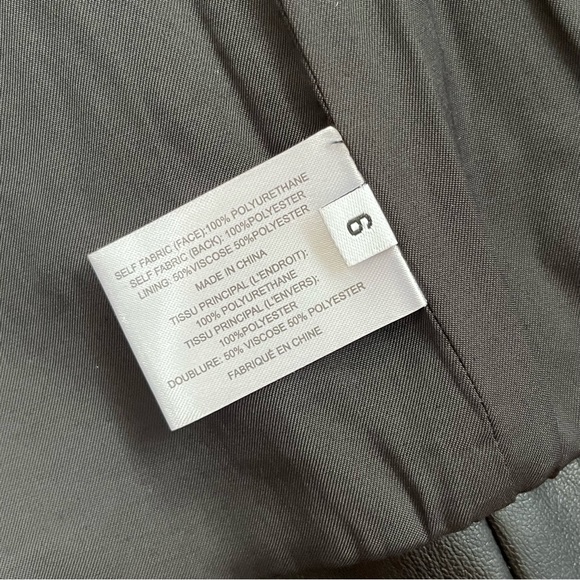 SELF FABRIC (FACE):100% POLYURETHANE
SELF FABRIC (BACK): 100%POLYESTER
LINING: 50%VISCOSE 50%POLYESTER
MADE IN CHINA
TISSU PRINCIPAL (L'ENDROIT):
100% POLYURETHANE
TISSU PRINCIPAL (L'ENVERS):
100%POLYESTER
DOUBLURE: 50% VISCOSE 50% POLYESTER
FABRIQUÉ EN CHINE
6